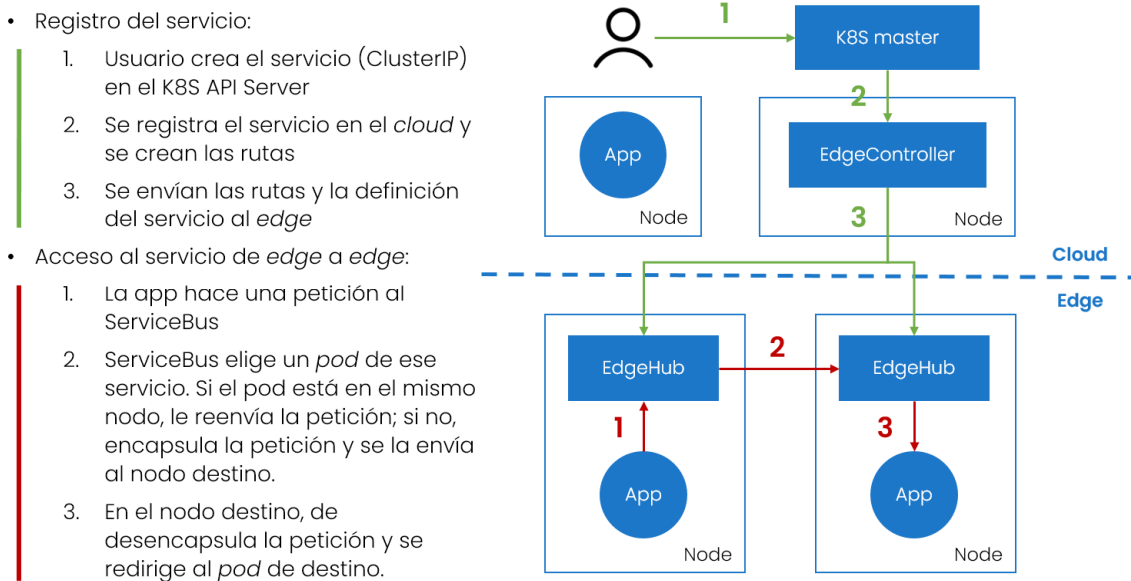 • Registro del servicio:
1. Usuario crea el servicio (ClusterIP)
en el K8S API Server
2. Se registra el servicio en el cloud y
se crean las rutas
3. Se envían las rutas y la definición
del servicio al edge
• Acceso al servicio de edge a edge:
1. La app hace una petición al
ServiceBus
2. ServiceBus elige un pod de ese
servicio. Si el pod está en el mismo
nodo, le reenvía la petición; si no,
encapsula la petición y se la envía
al nodo destino.
3. En el nodo destino, de
desencapsula la petición y se
redirige al pod de destino.
1
K8S master
2
App
EdgeController
Node
3
Node
Cloud
Edge
EdgeHub
2
EdgeHub
1
3
App
App
Node
Node